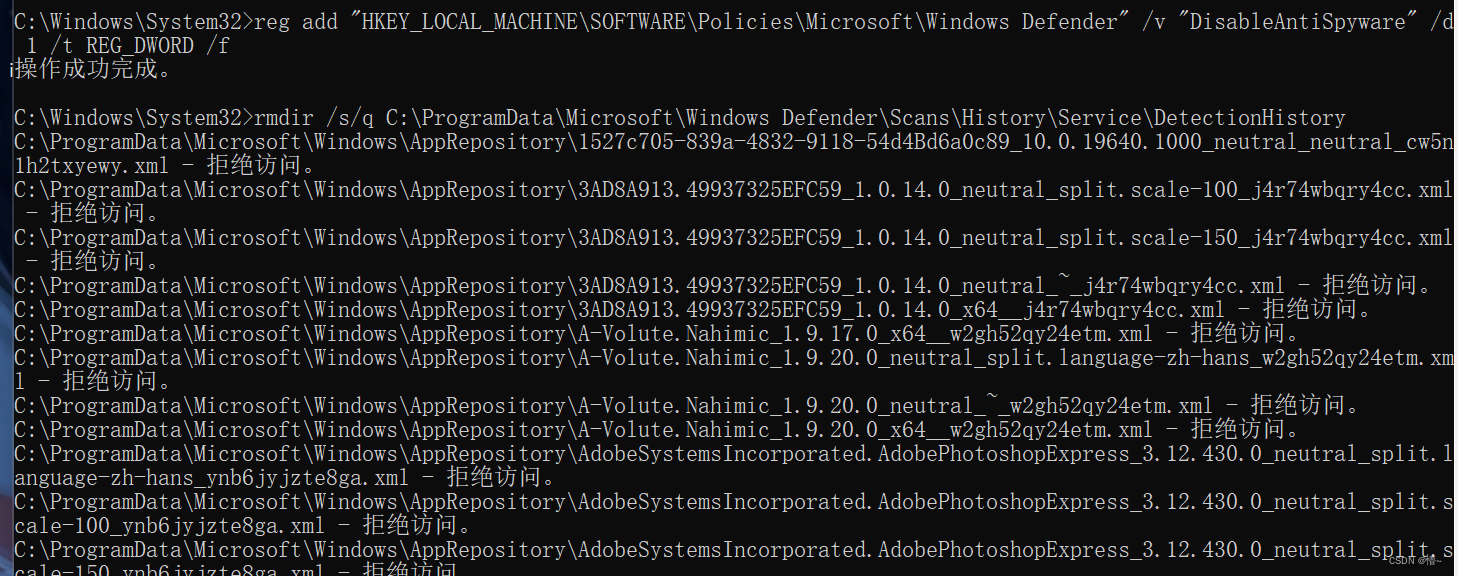 C:\Windows\System32>reg add "HKEY_LOCAL_MACHINE\SOFTWARE\Policies\Microsoft\Windows Defender" /v "DisableAntiSpyware" /d
 1 /t REG_DWORD /f
操作成功完成。
C:\Windows\System32>rmdir /s/q C:\ProgramData\Microsoft\Windows Defender\Scans\History\Service\DetectionHistory
C:\ProgramData\Microsoft\Windows\AppRepository\1527c705-839a-4832-9118-54d4Bd6a0c89_10.0.19640.1000_neutral_neutral_cw5n
1h2txyewy.xml - 拒绝访问。
C:\ProgramData\Microsoft\Windows\AppRepository\3AD8A913.49937325EFC59_1.0.14.0_neutral_split.scale-100_j4r74wbqry4cc.xml
 - 拒绝访问。
C:\ProgramData\Microsoft\Windows\AppRepository\3AD8A913.49937325EFC59_1.0.14.0_neutral_split.scale-150_j4r74wbqry4cc.xml
 - 拒绝访问。
C:\ProgramData\Microsoft\Windows\AppRepository\3AD8A913.49937325EFC59_1.0.14.0_neutral_~_j4r74wbqry4cc.xml - 拒绝访问。
C:\ProgramData\Microsoft\Windows\AppRepository\3AD8A913.49937325EFC59_1.0.14.0_x64__j4r74wbqry4cc.xml - 拒绝访问。
C:\ProgramData\Microsoft\Windows\AppRepository\A-Volute.Nahimic_1.9.17.0_x64__w2gh52qy24etm.xml - 拒绝访问。
C:\ProgramData\Microsoft\Windows\AppRepository\A-Volute.Nahimic_1.9.20.0_neutral_split.language-zh-hans_w2gh52qy24etm.xm
l - 拒绝访问。
C:\ProgramData\Microsoft\Windows\AppRepository\A-Volute.Nahimic_1.9.20.0_neutral_~_w2gh52qy24etm.xml - 拒绝访问。
C:\ProgramData\Microsoft\Windows\AppRepository\A-Volute.Nahimic_1.9.20.0_x64__w2gh52qy24etm.xml - 拒绝访问。
C:\ProgramData\Microsoft\Windows\AppRepository\AdobeSystemsIncorporated.AdobePhotoshopExpress_3.12.430.0_neutral_split.l
anguage-zh-hans_ynb6jyjzte8ga.xml - 拒绝访问。
C:\ProgramData\Microsoft\Windows\AppRepository\AdobeSystemsIncorporated.AdobePhotoshopExpress_3.12.430.0_neutral_split.s
cale-100_ynb6jyjzte8ga.xml - 拒绝访问。
C:\ProgramData\Microsoft\Windows\AppRepository\AdobeSystemsIncorporated.AdobePhotoshopExpress_3.12.430.0_neutral_split.s
cale-150_ynb6jyjzte8ga.xml - 拒绝访问